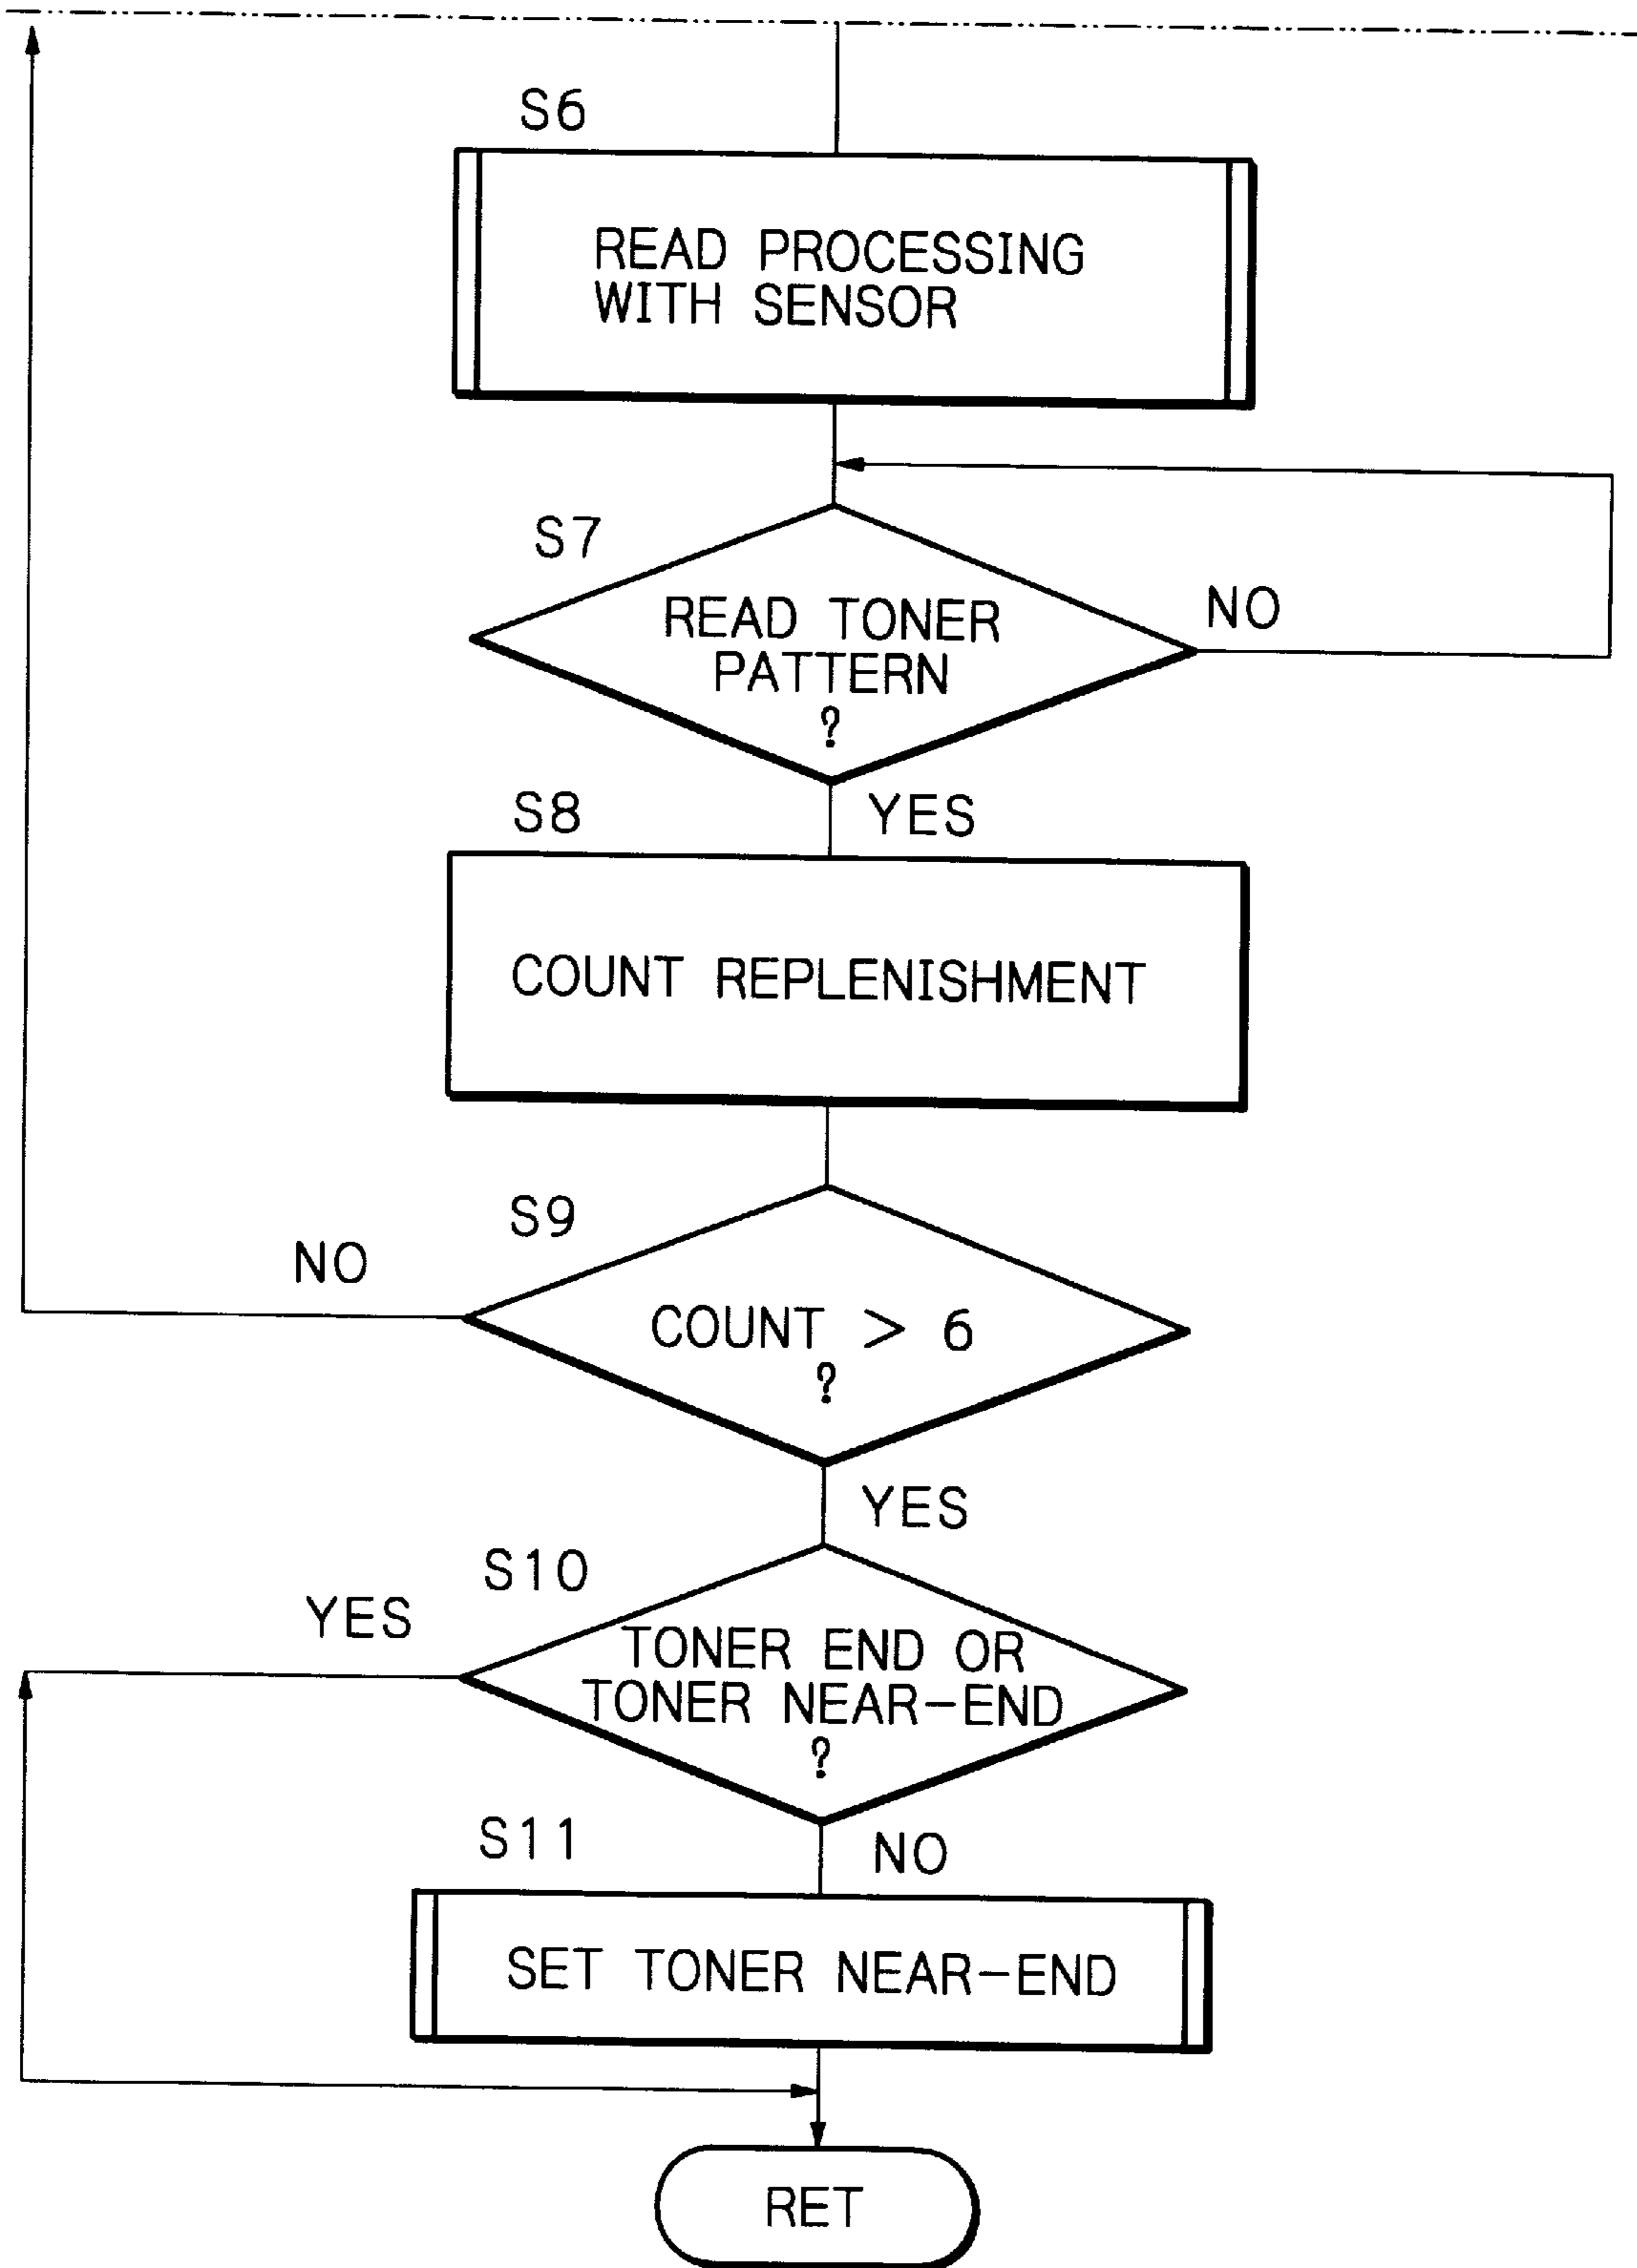 S6
READ PROCESSING
WITH SENSOR
S7
READ TONER
PATTERN
?
NO
S8
YES
COUNT REPLENISHMENT
S9
NO
COUNT > 6
?
YES
S10
YES
TONER END OR
TONER NEAR-END
?
S11
NO
SET TONER NEAR-END
RET